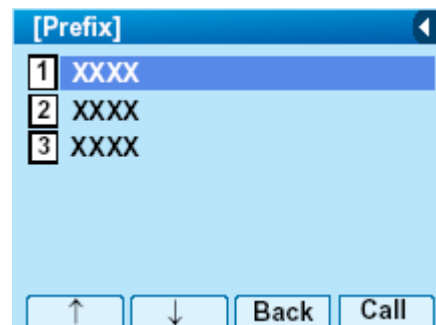 [Prefix]
1 XXXX
2 XXXX
3 XXXX
↑ ↓ Back Call